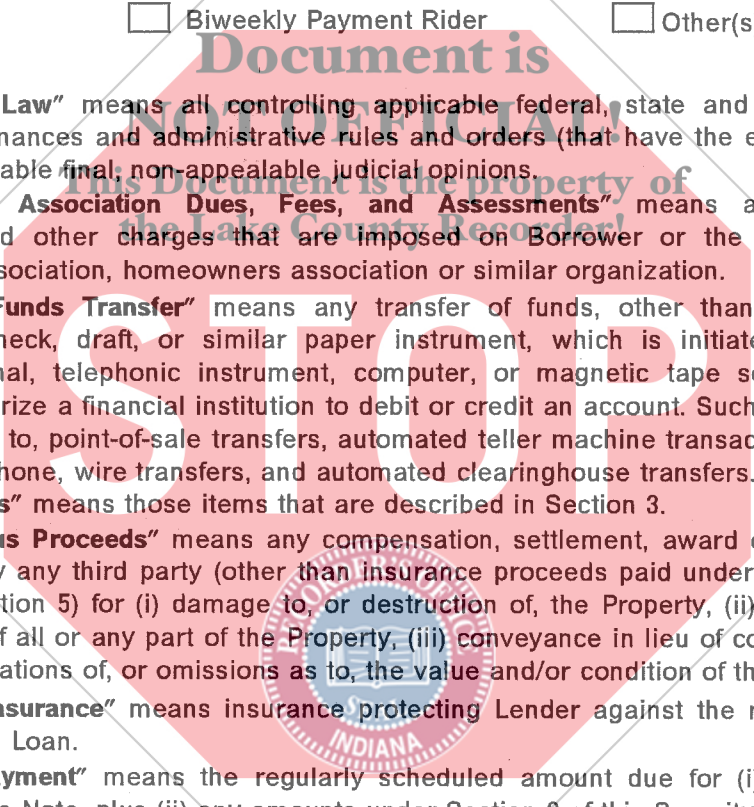 Biweekly Payment Rider Other(s
Document is
Law" means all controlling applicable federal, state and
NOT OFFICIAL!
nances and administrative rules and orders (that have the e
able final, non-appealable judicial opinions.
This Document is the property of
Association Dues, Fees, and Assessments" means a
the Lake County Recorder!
d other charges that are imposed on Borrower or the
sociation, homeowners association or similar organization.
Funds Transfer" means any transfer of funds, other than
heck, draft, or similar paper instrument, which is initiate
nal, telephonic instrument, computer, or magnetic tape s
rize a financial institution to debit or credit an account. Such
to, point-of-sale transfers, automated teller machine transac
hone, wire transfers, and automated clearinghouse transfers.
s" means those items that are described in Section 3.
STOP
us Proceeds" means any compensation, settlement, award
y any third party (other than insurance proceeds paid under
tion 5) for (i) damage to, or destruction of, the Property, (ii)
f all or any part of the Property, (iii) conveyance in lieu of co
ations of, or omissions as to, the value and/or condition of th
nsurance" means insurance protecting Lender against the
Loan.
RECORDER'S OFFICE
SEAL
INDIANA
yment" means the regularly scheduled amount due for (i
Note, plus (ii) any amounts under Section